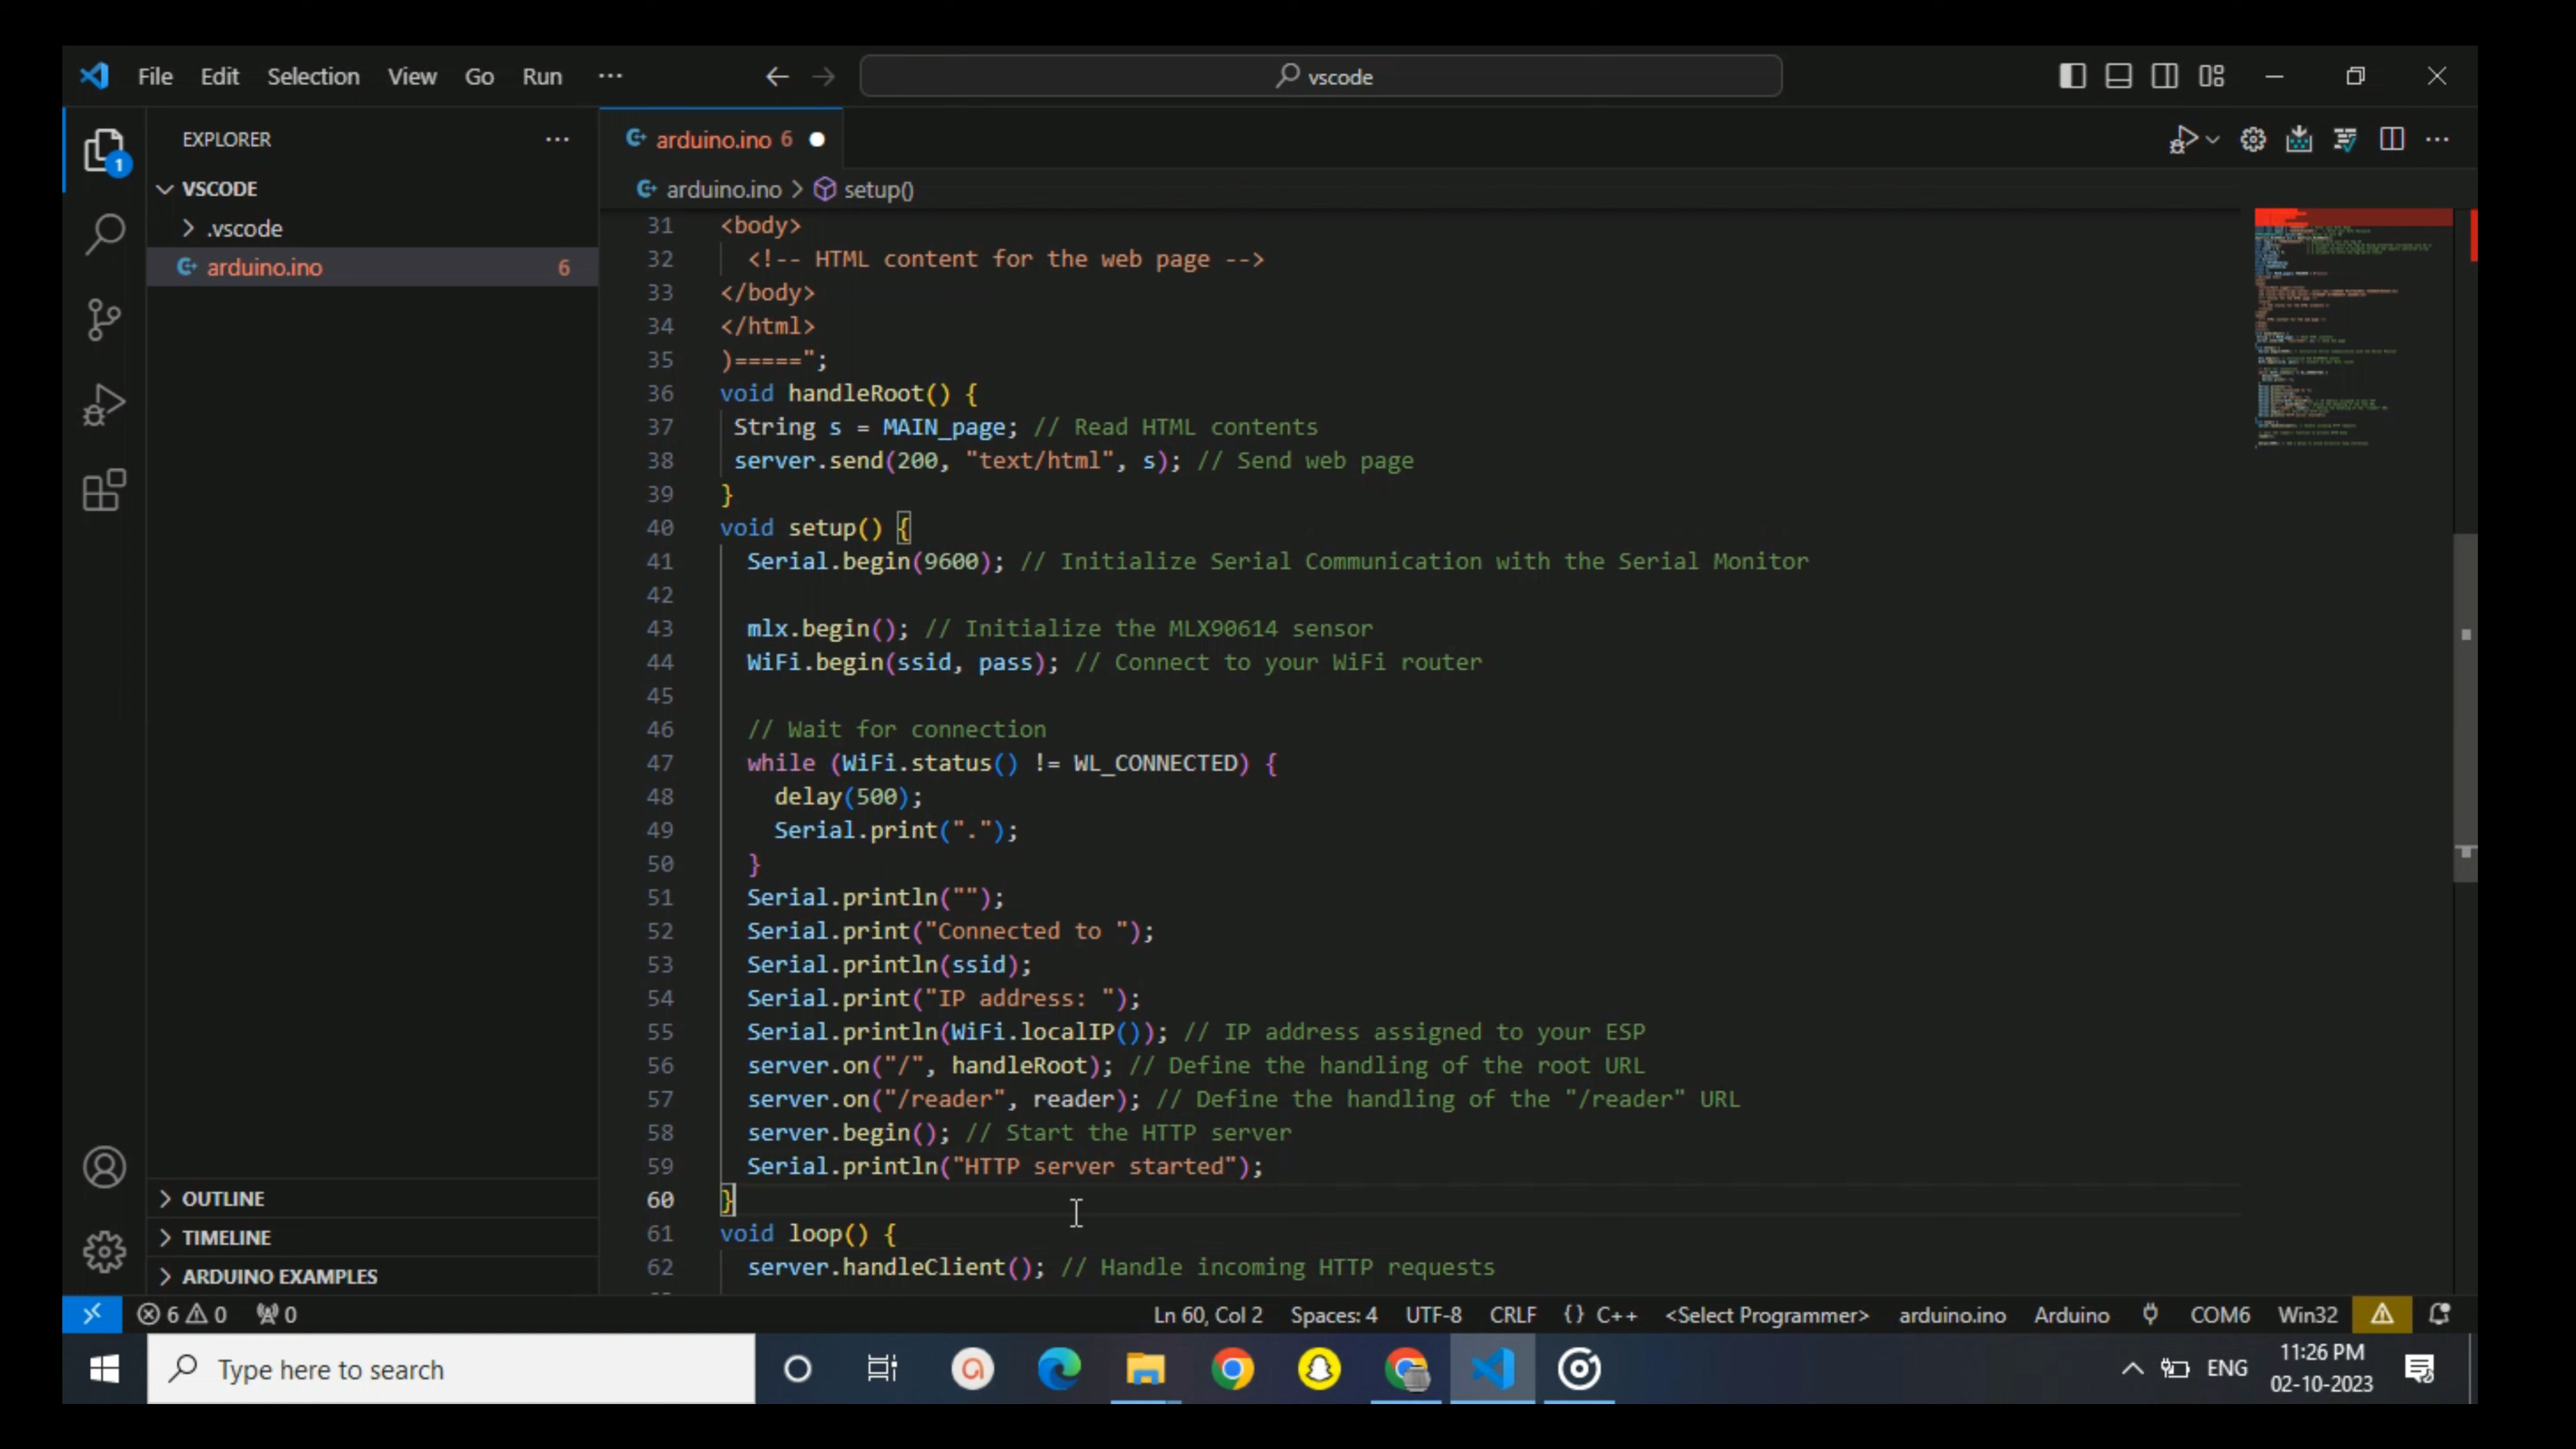 File Edit Selection View Go Run ··· vscode
EXPLORER ···
arduino.ino 6
VSCODE
arduino.ino > setup()
.vscode
arduino.ino 6
31 <body>
32 <!-- HTML content for the web page -->
33 </body>
34 </html>
35 )=====";
36 void handleRoot() {
37 String s = MAIN_page; // Read HTML contents
38 server.send(200, "text/html", s); // Send web page
39 }
40 void setup() {
41 Serial.begin(9600); // Initialize Serial Communication with the Serial Monitor
42
43 mlx.begin(); // Initialize the MLX90614 sensor
44 WiFi.begin(ssid, pass); // Connect to your WiFi router
45
46 // Wait for connection
47 while (WiFi.status() != WL_CONNECTED) {
48 delay(500);
49 Serial.print(".");
50 }
51 Serial.println("");
52 Serial.print("Connected to ");
53 Serial.println(ssid);
54 Serial.print("IP address: ");
55 Serial.println(WiFi.localIP()); // IP address assigned to your ESP
56 server.on("/", handleRoot); // Define the handling of the root URL
57 server.on("/reader", reader); // Define the handling of the "/reader" URL
58 server.begin(); // Start the HTTP server
59 Serial.println("HTTP server started");
60 }
61 void loop() {
62 server.handleClient(); // Handle incoming HTTP requests
1
OUTLINE
TIMELINE
ARDUINO EXAMPLES
6 0 0 Ln 60, Col 2 Spaces: 4 UTF-8 CRLF {} C++ <Select Programmer> arduino.ino Arduino COM6 Win32
Type here to search
ENG
11:26 PM
02-10-2023